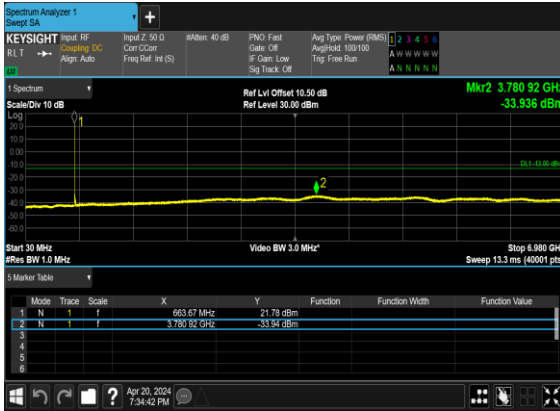 Spectrum Analyzer 1
Swept SA
+
KEYSIGHT Input: RF Input Z: 50 Ω #Atten: 40 dB PNO: Fast Avg Type: Power (RMS) 1 2 3 4 5 6
RLT Coupling: DC Corr CCorr Gate: Off Avg|Hold: 100/100 A W W W W W
Align: Auto Freq Ref: Int (S) IF Gain: Low Trig: Free Run
Sig Track: Off A N N N N N
1 Spectrum Ref Lvl Offset 10.50 dB Mkr2 3.780 92 GHz
Scale/Div 10 dB Ref Level 30.00 dBm -33.936 dBm
Log
1
20.0
10.0
0.00
-10.0
DL1 -13.00 dBm
-20.0
2
-30.0
-40.0
-50.0
-60.0
Start 30 MHz Video BW 3.0 MHz* Stop 6.980 GHz
#Res BW 1.0 MHz Sweep 13.3 ms (40001 pts)
5 Marker Table
Mode Trace Scale X Y Function Function Width Function Value
1 N 1 f 663.67 MHz 21.78 dBm
2 N 1 f 3.780 92 GHz -33.94 dBm
3
4
5
6
? Apr 20, 2024
7:34:42 PM